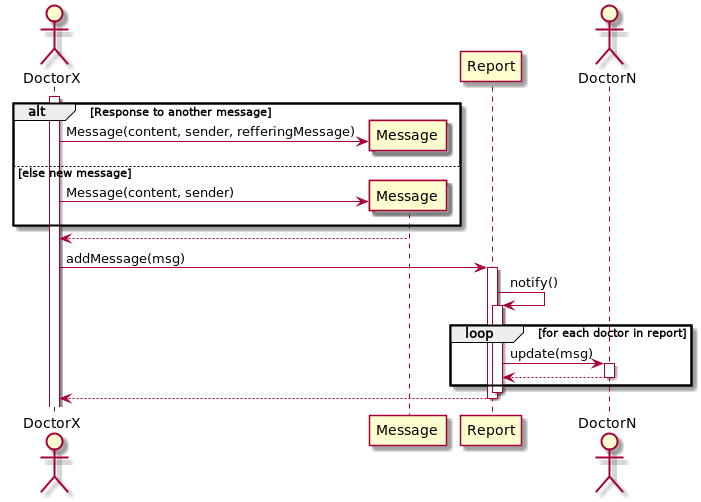 DoctorX
Report
DoctorN
alt [Response to another message]
Message(content, sender, refferingMessage)
Message
[else new message]
Message(content, sender)
Message
addMessage(msg)
notify()
loop [for each doctor in report]
update(msg)
DoctorX
Message
Report
DoctorN